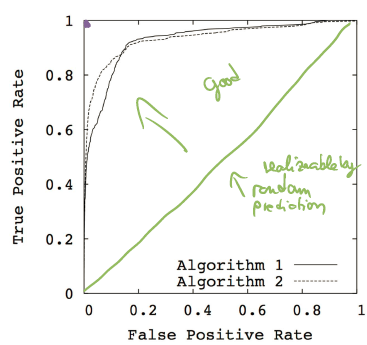 1
0.8
0.6
0.4
0.2
0
0
0.2
0.4
0.6
0.8
1
True Positive Rate
False Positive Rate
good
realizable by
random
prediction
Algorithm 1
Algorithm 2